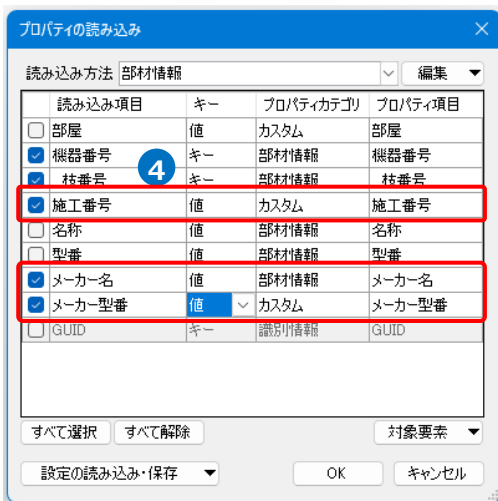 プロパティの読み込み
読み込み方法 部材情報 編集
読み込み項目 キー プロパティカテゴリ プロパティ項目
部屋 値 カスタム 部屋
機器番号 キー 部材情報 機器番号
枝番号 キー 部材情報 枝番号
4
施工番号 値 カスタム 施工番号
名称 値 部材情報 名称
型番 値 部材情報 型番
メーカー名 値 部材情報 メーカー名
メーカー型番 値 カスタム メーカー型番
GUID キー 識別情報 GUID
すべて選択 すべて解除 対象要素
設定の読み込み・保存 OK キャンセル